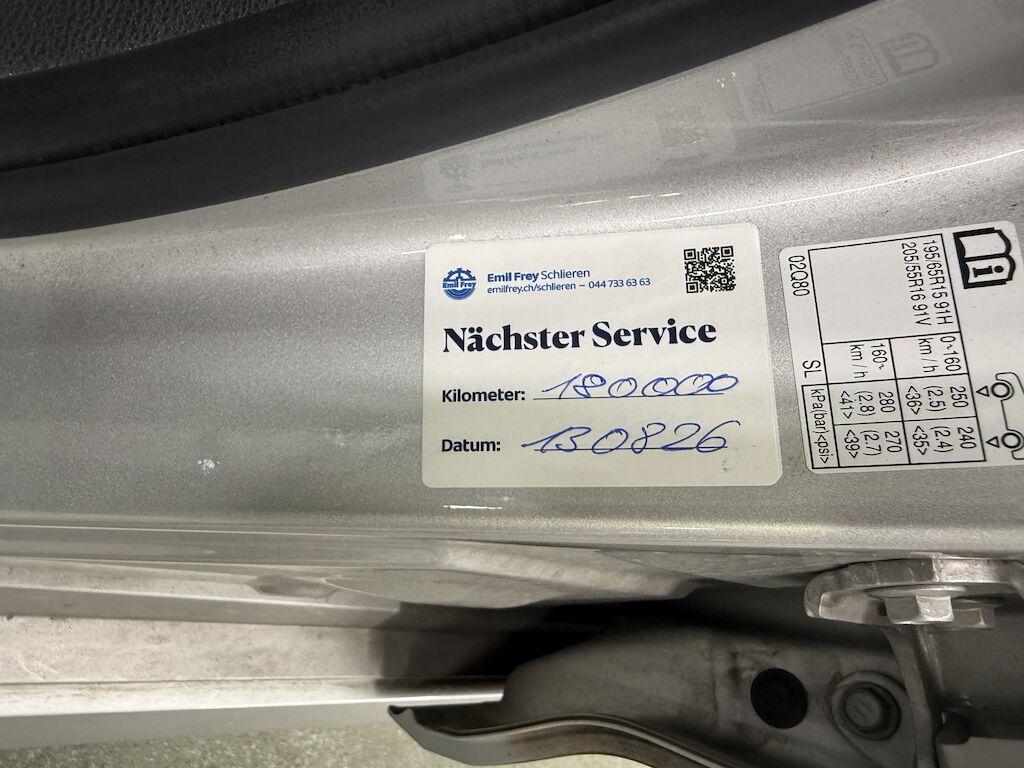 Emil Frey
Emil Frey Schlieren
emilfrey.ch/schlieren – 044 733 63 63
Nächster Service
Kilometer: 180000
Datum: 130826
195/65R15 91H
205/55R16 91V
02Q80
0~160 km/h
250 (2.5) <36>
240 (2.4) <35>
160~ km/h
280 (2.8) <41>
270 (2.7) <39>
SL
kPa(bar)<psi>